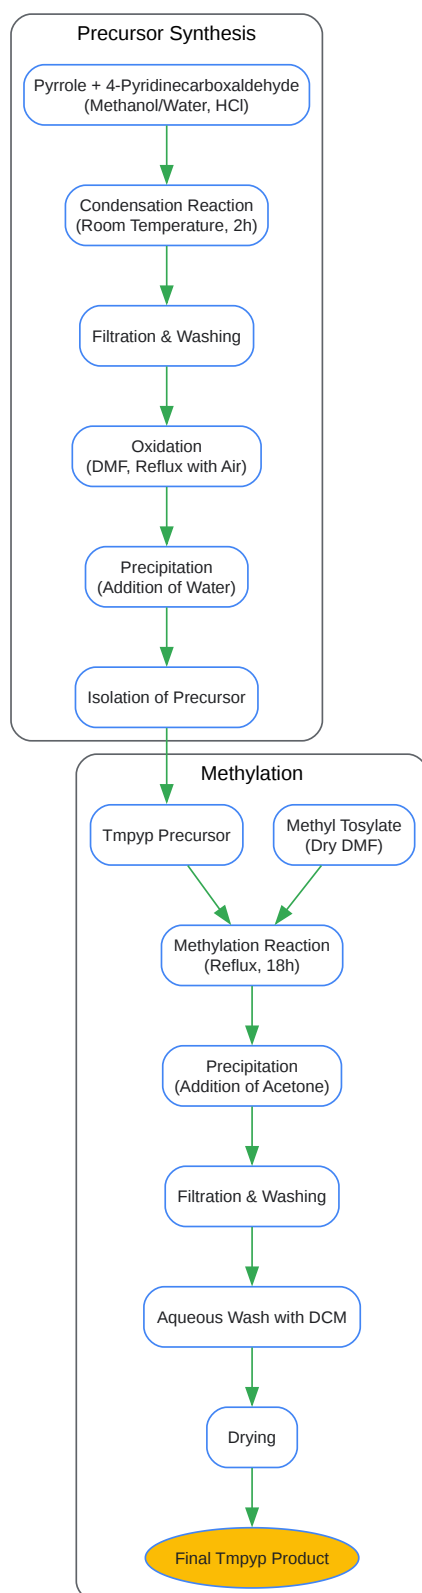 Precursor Synthesis
Pyrrole + 4-Pyridinecarboxaldehyde
(Methanol/Water, HCl)
Condensation Reaction
(Room Temperature, 2h)
Filtration & Washing
Oxidation
(DMF, Reflux with Air)
Precipitation
(Addition of Water)
Isolation of Precursor
Methylation
Tmpyp Precursor
Methyl Tosylate
(Dry DMF)
Methylation Reaction
(Reflux, 18h)
Precipitation
(Addition of Acetone)
Filtration & Washing
Aqueous Wash with DCM
Drying
Final Tmpyp Product